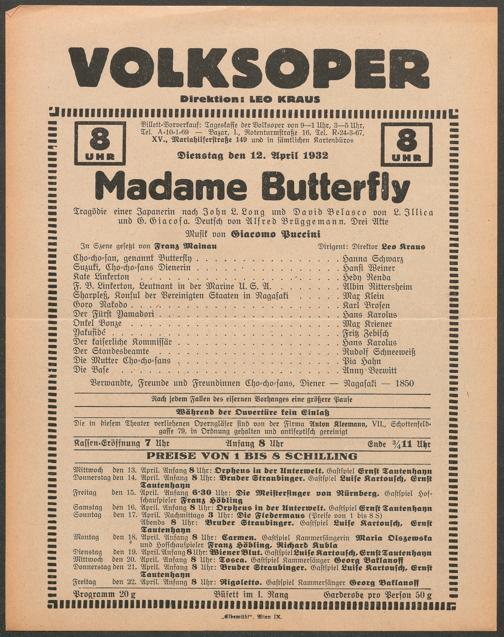 VOLKSOPER
Direktion: LEO KRAUS
8 UHR
Billett-Vorverkauf: Tageskasse der Volksoper von 9—1 Uhr, 3—5 Uhr,
Tel. A-10-1-69 — Bazar, I., Rotenturmstraße 16, Tel. R-24-3-67,
XV., Mariahilferstraße 149 und in sämtlichen Kartenbüros
8 UHR
Dienstag den 12. April 1932
Madame Butterfly
Tragödie einer Japanerin nach John L. Long und David Belasco von L. Illica
und G. Giacosa. Deutsch von Alfred Brüggemann. Drei Akte
Musik von Giacomo Puccini
In Szene gesetzt von Franz Mainau Dirigent: Direktor Leo Kraus
Cho-cho-san, genannt Butterfly . . . Hanna Schwarz
Suzuki, Cho-cho-sans Dienerin . . . Hansi Weiner
Kate Linkerton . . . Hedy Renda
F. B. Linkerton, Leutnant in der Marine U. S. A. . . . Albin Rittersheim
Sharpleß, Konsul der Vereinigten Staaten in Nagasaki . . . Max Klein
Goro Nakodo . . . Karl Brosen
Der Fürst Yamadori . . . Hans Karolus
Onkel Bonze . . . Max Kriener
Yakusidé . . . Fritz Zebisch
Der kaiserliche Kommissär . . . Hans Karolus
Der Standesbeamte . . . Rudolf Schneeweiß
Die Mutter Cho-cho-sans . . . Pia Hahn
Die Base . . . Anny Berwitt
Verwandte, Freunde und Freundinnen Cho-cho-sans, Diener — Nagasaki — 1850
Nach jedem Fallen des eisernen Vorhanges eine größere Pause
Während der Ouvertüre kein Einlaß
Die in diesem Theater verliehenen Operngläser sind von der Firma Anton Kleemann, VII., Schottenfeld-
gasse 79, in Ordnung gehalten und antiseptisch gereinigt
Kassen-Eröffnung 7 Uhr Anfang 8 Uhr Ende ¾11 Uhr
PREISE VON 1 BIS 8 SCHILLING
Mittwoch den 13. April. Anfang 8 Uhr: Orpheus in der Unterwelt. Gastspiel Ernst Tautenhayn
Donnerstag den 14. April. Anfang 8 Uhr: Bruder Straubinger. Gastspiel Luise Kartousch, Ernst
Tautenhayn
Freitag den 15. April. Anfang 6·30 Uhr: Die Meistersinger von Nürnberg. Gastspiel Hof-
schauspieler Franz Höbling
Samstag den 16. April. Anfang 8 Uhr: Orpheus in der Unterwelt. Gastspiel Ernst Tautenhayn
Sonntag den 17. April. Nachmittags 3 Uhr: Die Fledermaus (Preise von 1 bis 8 S)
Abends 8 Uhr: Bruder Straubinger. Gastspiel Luise Kartousch, Ernst
Tautenhayn
Montag den 18. April. Anfang 8 Uhr: Carmen. Gastspiel Kammersängerin Maria Olszewska
und Hofschauspieler Franz Höbling, Richard Kubla
Dienstag den 19. April. Anfang 8 Uhr: Wiener Blut. Gastspiel Luise Kartousch, Ernst Tautenhayn
Mittwoch den 20. April. Anfang 8 Uhr: Tosca. Gastspiel Kammersänger Georg Baklanoff
Donnerstag den 21. April. Anfang 8 Uhr: Bruder Straubinger. Gastspiel Luise Kartousch, Ernst
Tautenhayn
Freitag den 22. April. Anfang 8 Uhr: Rigoletto. Gastspiel Kammersänger Georg Baklanoff
Programm 20 g Büfett im I. Rang Garderobe pro Person 50 g
„Elbemühl“, Wien IX.